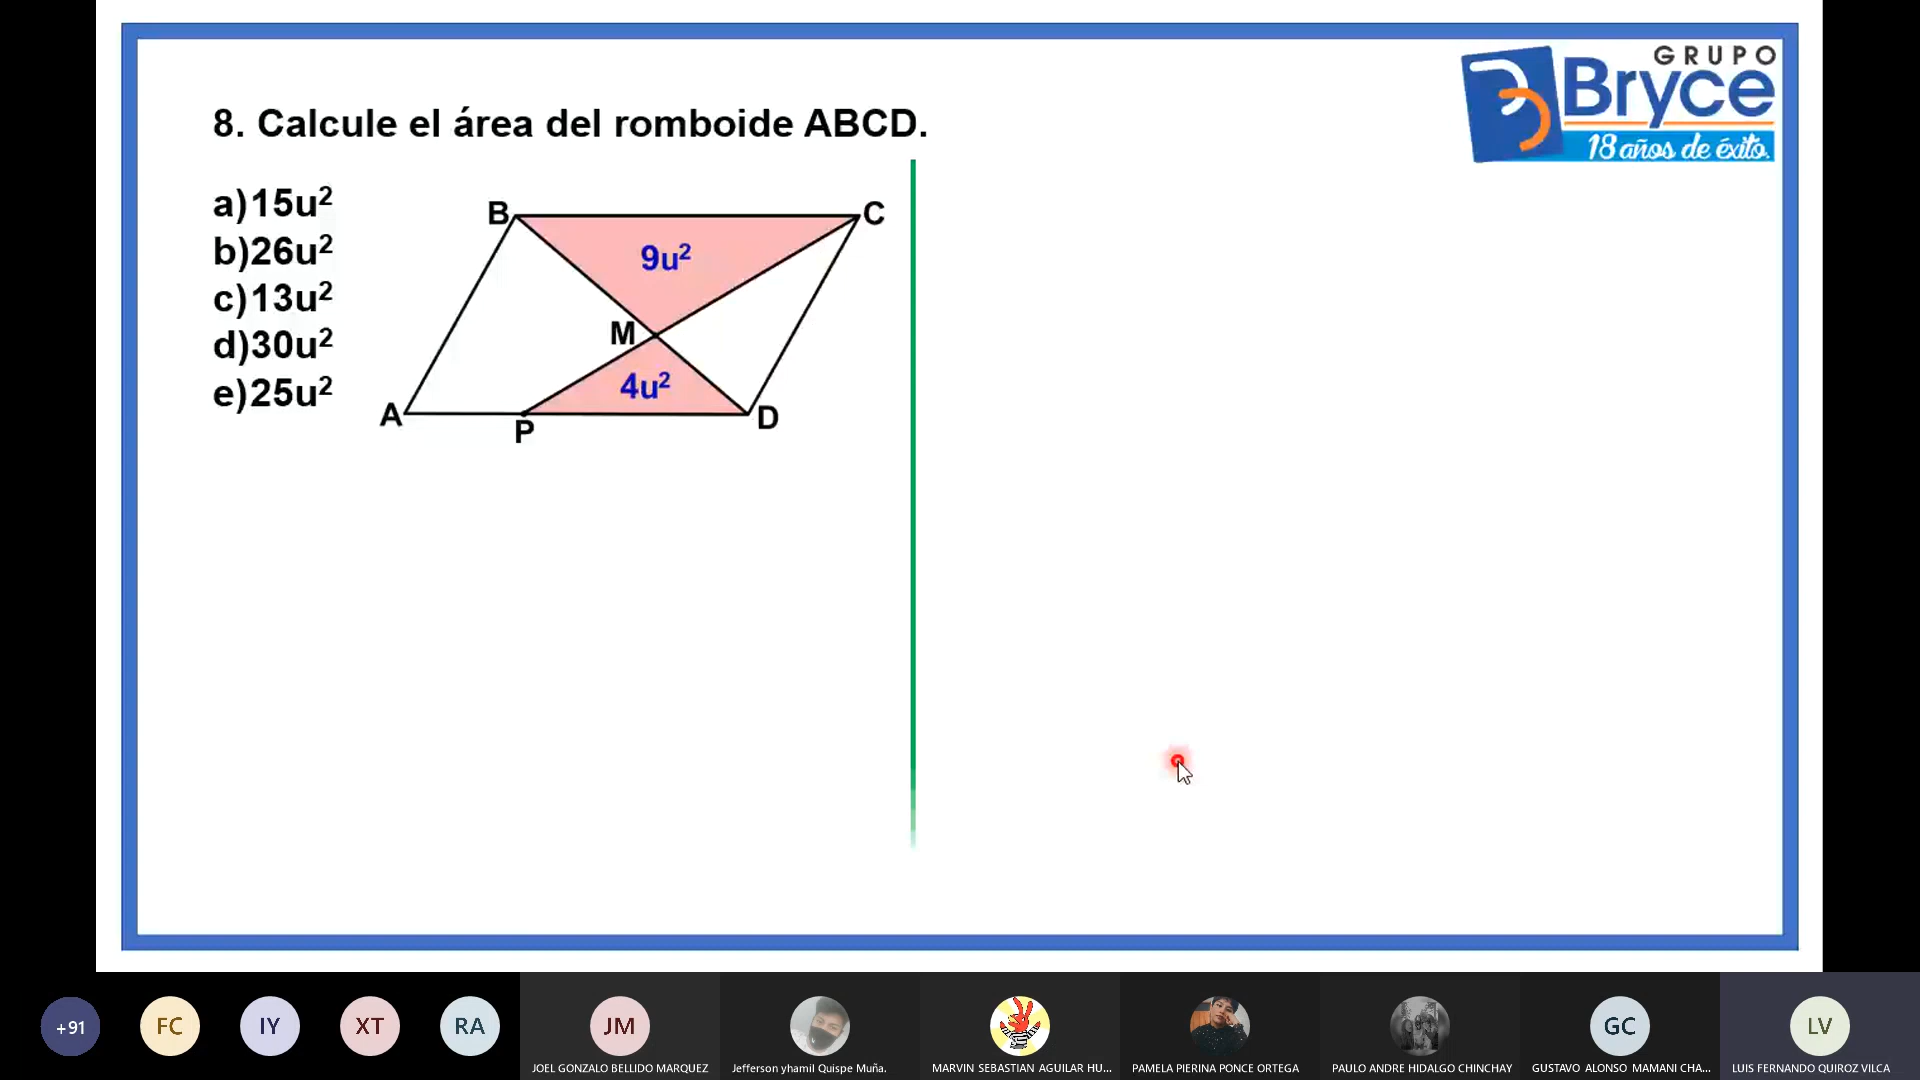 GRUPO
Bryce
18 años de éxito.
8. Calcule el área del romboide ABCD.
a)15u²
b)26u²
c)13u²
d)30u²
e)25u²
B
C
9u²
M
4u²
A
P
D
+91
FC
IY
XT
RA
JM
GC
LV
JOEL GONZALO BELLIDO MARQUEZ
Jefferson yhamil Quispe Muña.
MARVIN SEBASTIAN AGUILAR HU...
PAMELA PIERINA PONCE ORTEGA
PAULO ANDRE HIDALGO CHINCHAY
GUSTAVO ALONSO MAMANI CHA...
LUIS FERNANDO QUIROZ VILCA